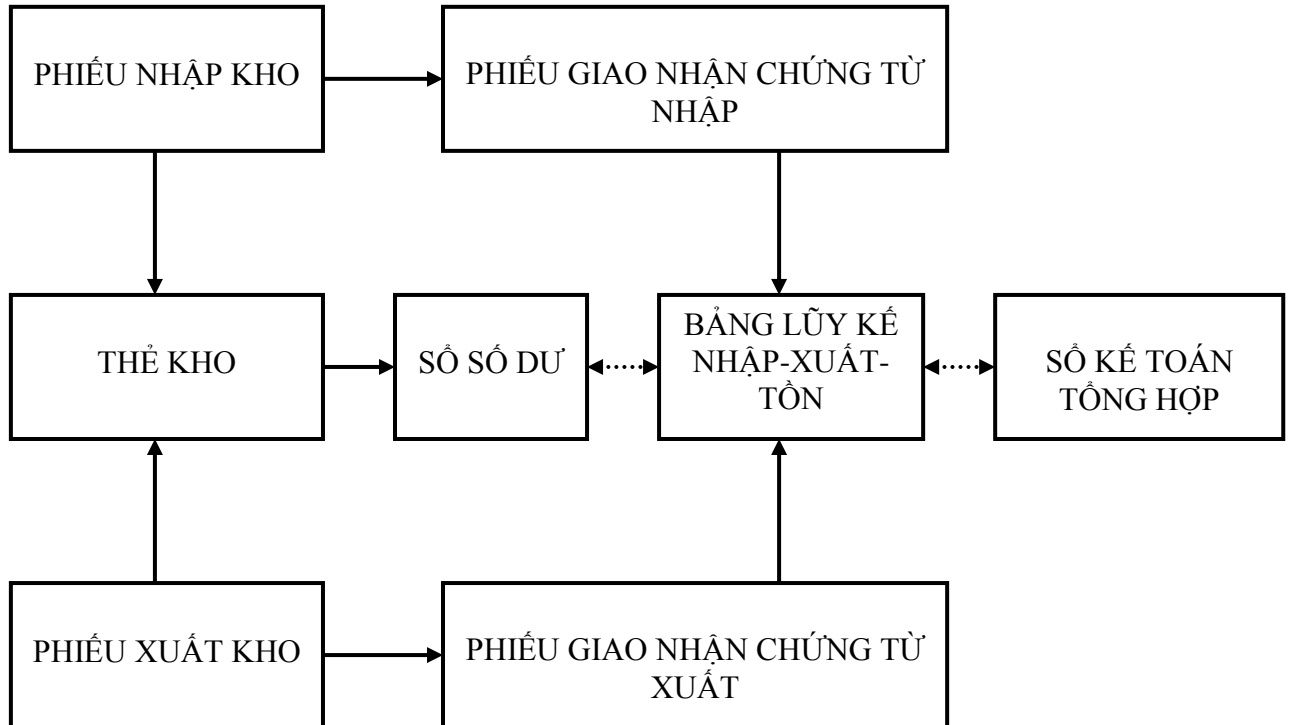 PHIẾU NHẬP KHO
PHIẾU GIAO NHẬN CHỨNG TỪ
NHẬP
THẺ KHO
SỔ SỐ DƯ
BẢNG LŨY KẾ
NHẬP-XUẤT-
TỒN
SỔ KẾ TOÁN
TỔNG HỢP
PHIẾU XUẤT KHO
PHIẾU GIAO NHẬN CHỨNG TỪ
XUẤT